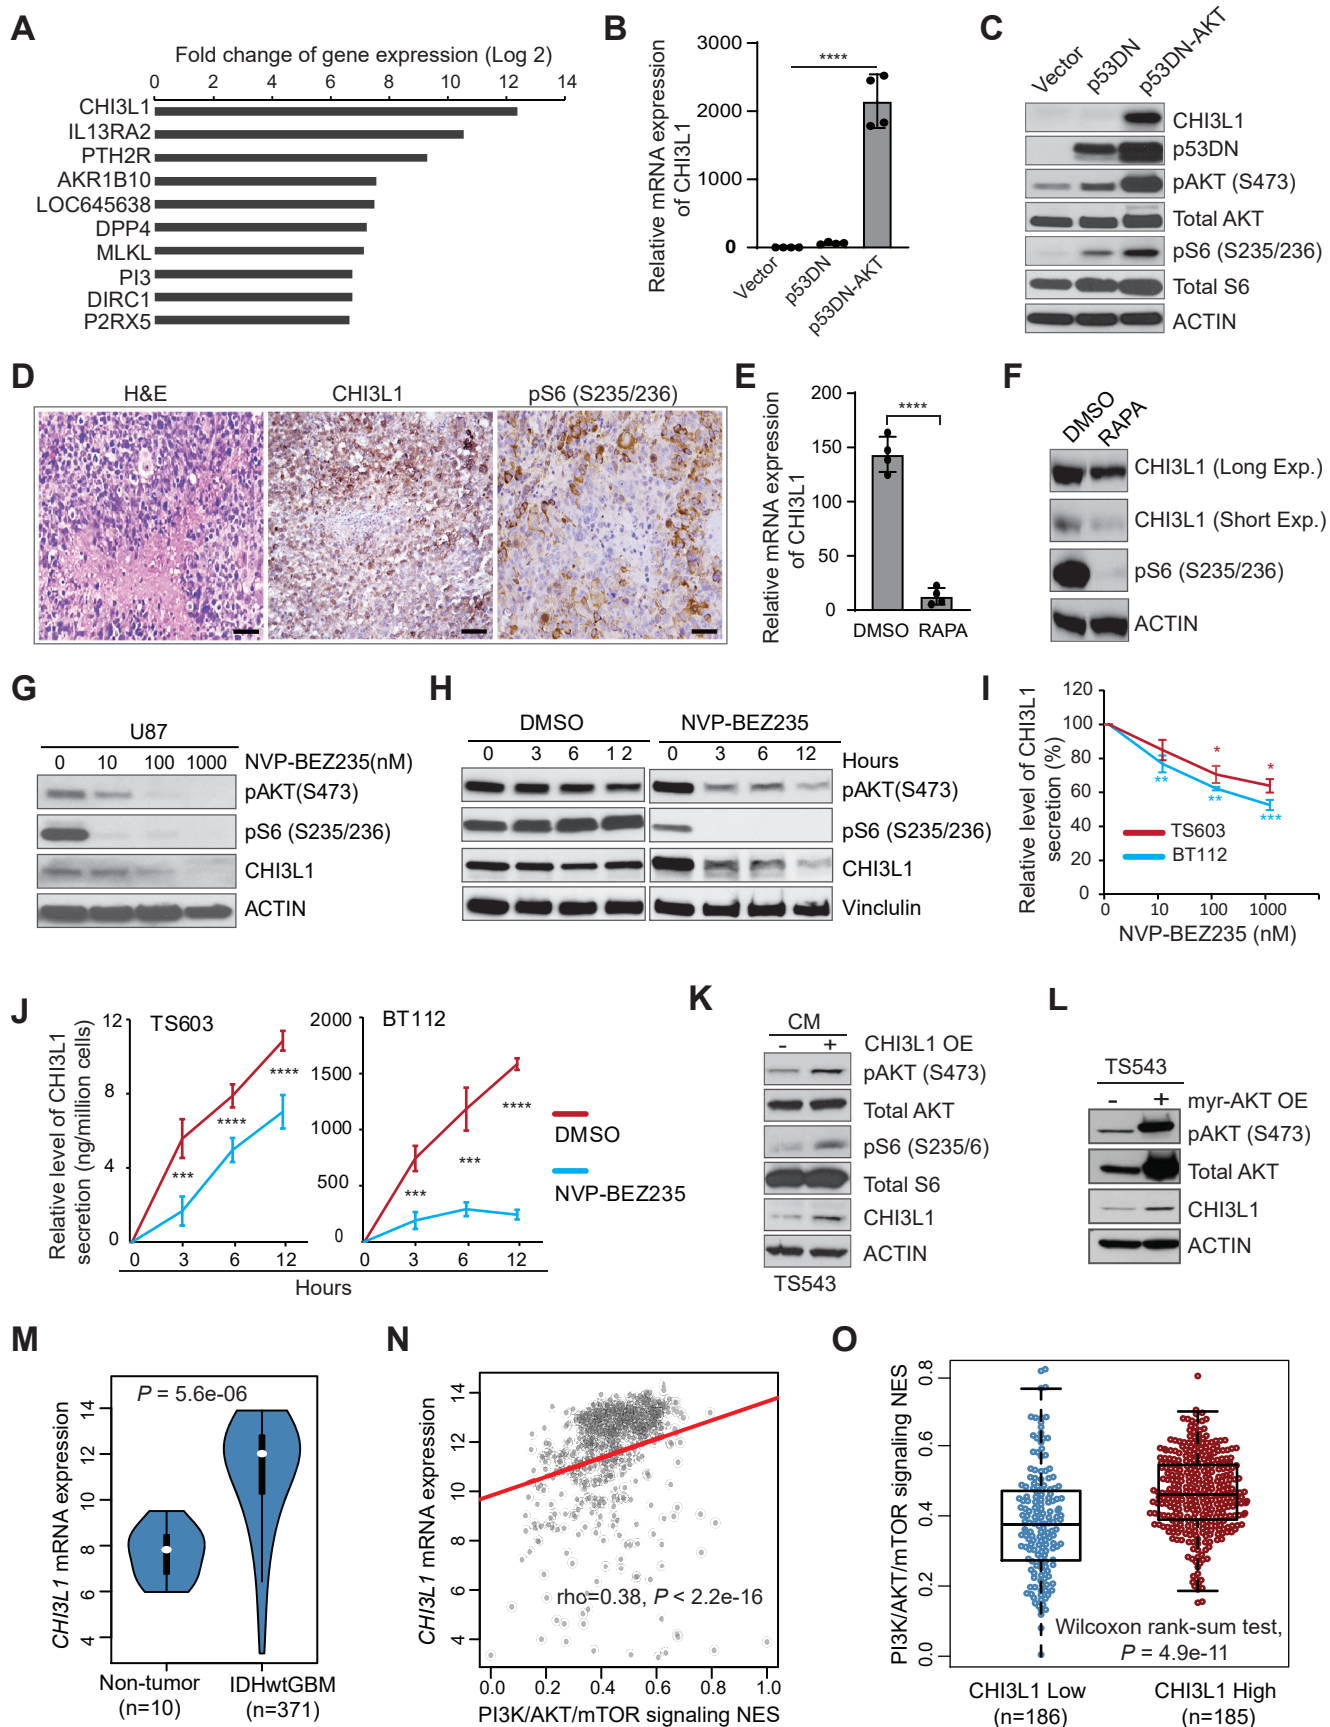 A
Fold change of gene expression (Log 2)
0 2 4 6 8 10 12 14
CHI3L1
IL13RA2
PTH2R
AKR1B10
LOC645638
DPP4
MLKL
PI3
DIRC1
P2RX5
B
Relative mRNA expression
of CHI3L1
3000
2000
1000
0
****
Vector
p53DN
p53DN-AKT
C
Vector
p53DN
p53DN-AKT
CHI3L1
p53DN
pAKT (S473)
Total AKT
pS6 (S235/236)
Total S6
ACTIN
D
H&E
CHI3L1
pS6 (S235/236)
E
Relative mRNA expression
of CHI3L1
200
150
100
50
0
****
DMSO RAPA
F
DMSO
RAPA
CHI3L1 (Long Exp.)
CHI3L1 (Short Exp.)
pS6 (S235/236)
ACTIN
G
U87
0 10 100 1000 NVP-BEZ235(nM)
pAKT(S473)
pS6 (S235/236)
CHI3L1
ACTIN
H
DMSO NVP-BEZ235
0 3 6 12 0 3 6 12 Hours
pAKT(S473)
pS6 (S235/236)
CHI3L1
Vinclulin
I
Relative level of CHI3L1
secretion (%)
120
100
80
60
40
20
0
*
*
**
**
***
TS603
BT112
0 10 100 1000
NVP-BEZ235 (nM)
J
Relative level of CHI3L1
secretion (ng/million cells)
TS603
12
8
4
0
***
****
****
0 3 6 12
BT112
2000
1500
1000
500
0
***
***
****
0 3 6 12
Hours
DMSO
NVP-BEZ235
K
CM
- + CHI3L1 OE
pAKT (S473)
Total AKT
pS6 (S235/6)
Total S6
CHI3L1
ACTIN
TS543
L
TS543
- + myr-AKT OE
pAKT (S473)
Total AKT
CHI3L1
ACTIN
M
CHI3L1 mRNA expression
P = 5.6e-06
14
12
10
8
6
4
Non-tumor
(n=10)
IDHwtGBM
(n=371)
N
CHI3L1 mRNA expression
14
12
10
8
6
4
rho=0.38, P < 2.2e-16
0.0 0.2 0.4 0.6 0.8 1.0
PI3K/AKT/mTOR signaling NES
O
PI3K/AKT/mTOR signaling NES
0.8
0.6
0.4
0.2
0.0
Wilcoxon rank-sum test,
P = 4.9e-11
CHI3L1 Low
(n=186)
CHI3L1 High
(n=185)